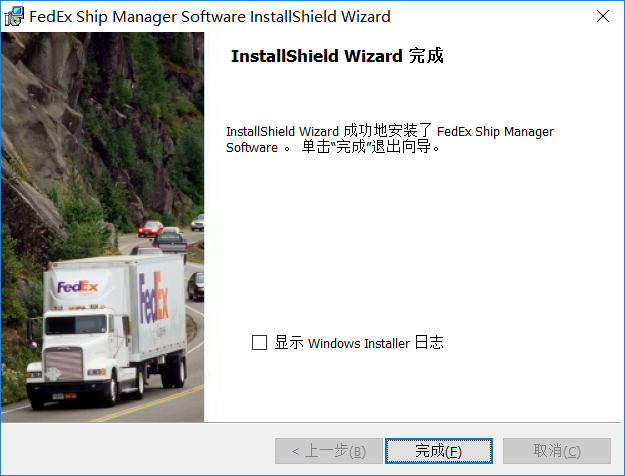 FedEx Ship Manager Software InstallShield Wizard
InstallShield Wizard 完成
InstallShield Wizard 成功地安装了 FedEx Ship Manager
Software 。 单击“完成”退出向导。
FedEx
FedEx
显示 Windows Installer 日志
< 上一步(B)
完成(F)
取消(C)